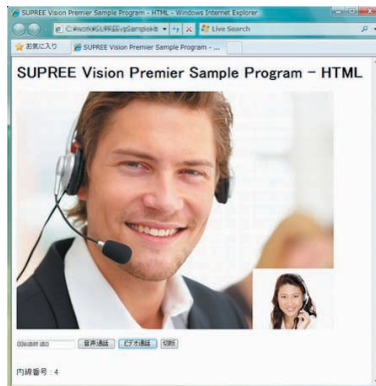 SUPREE Vision Premier Sample Program - HTML - Windows Internet Explorer
Live Search
お気に入り SUPREE Vision Premier Sample Program - ...
SUPREE Vision Premier Sample Program - HTML
音声通話 ビデオ通話 切断
内線番号 : 4